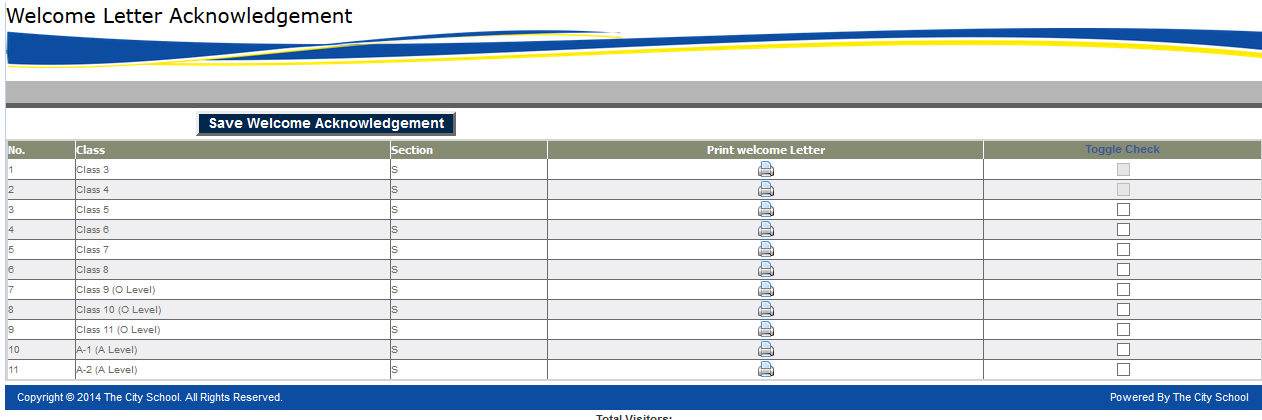 Welcome Letter Acknowledgement
Save Welcome Acknowledgement
No. Class Section Print welcome Letter Toggle Check
1 Class 3 S
2 Class 4 S
3 Class 5 S
4 Class 6 S
5 Class 7 S
6 Class 8 S
7 Class 9 (O Level) S
8 Class 10 (O Level) S
9 Class 11 (O Level) S
10 A-1 (A Level) S
11 A-2 (A Level) S
Copyright © 2014 The City School. All Rights Reserved. Powered By The City School
Total Visitors: